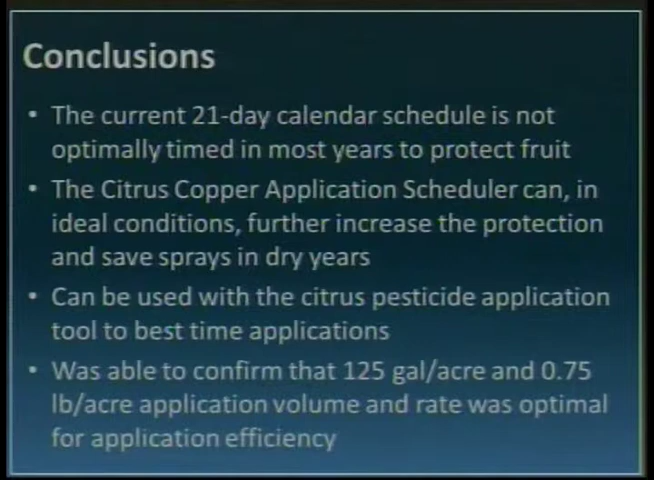 Conclusions
• The current 21-day calendar schedule is not
optimally timed in most years to protect fruit
• The Citrus Copper Application Scheduler can, in
ideal conditions, further increase the protection
and save sprays in dry years
• Can be used with the citrus pesticide application
tool to best time applications
• Was able to confirm that 125 gal/acre and 0.75
lb/acre application volume and rate was optimal
for application efficiency